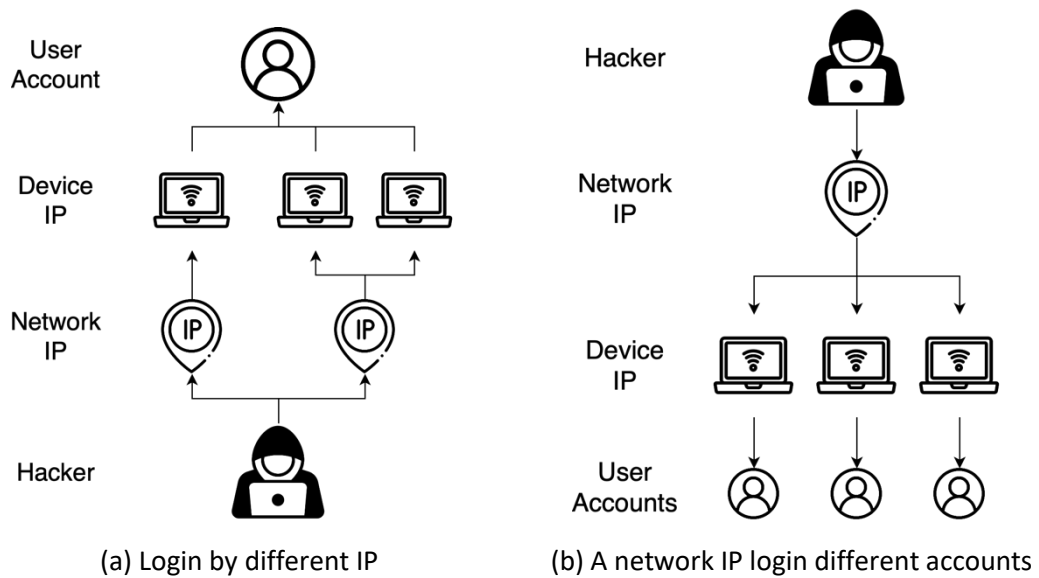 User
Account
Device
IP
Network
IP
IP
IP
Hacker
(a) Login by different IP
Hacker
Network
IP
IP
Device
IP
User
Accounts
(b) A network IP login different accounts